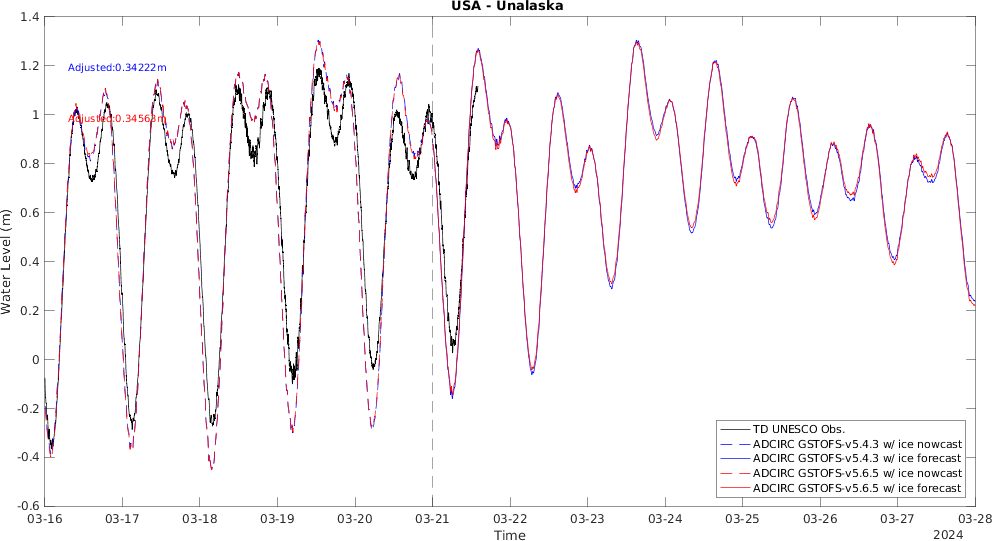 USA - Unalaska
1.4
1.2
1
0.8
0.6
0.4
0.2
0
-0.2
-0.4
-0.6
Water Level (m)
Adjusted:0.34222m
Adjusted:0.34563m
TD UNESCO Obs.
ADCIRC GSTOFS-v5.4.3 w/ ice nowcast
ADCIRC GSTOFS-v5.4.3 w/ ice forecast
ADCIRC GSTOFS-v5.6.5 w/ ice nowcast
ADCIRC GSTOFS-v5.6.5 w/ ice forecast
03-16 03-17 03-18 03-19 03-20 03-21 03-22 03-23 03-24 03-25 03-26 03-27 03-28
Time
2024